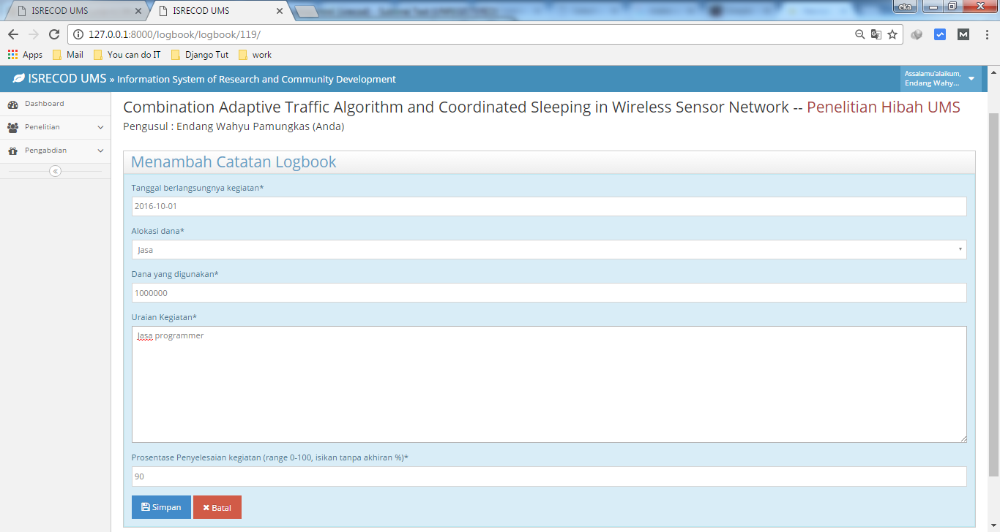 ISRECOD UMS
ISRECOD UMS
eka
127.0.0.1:8000/logbook/logbook/119/
Apps Mail You can do IT Django Tut work
ISRECOD UMS » Information System of Research and Community Development
Assalamu'alaikum,
Endang Wahy...
Dashboard
Penelitian
Pengabdian
Combination Adaptive Traffic Algorithm and Coordinated Sleeping in Wireless Sensor Network -- Penelitian Hibah UMS
Pengusul : Endang Wahyu Pamungkas (Anda)
Menambah Catatan Logbook
Tanggal berlangsungnya kegiatan*
2016-10-01
Alokasi dana*
Jasa
Dana yang digunakan*
1000000
Uraian Kegiatan*
Jasa programmer
Prosentase Penyelesaian kegiatan (range 0-100, isikan tanpa akhiran %)*
90
Simpan Batal